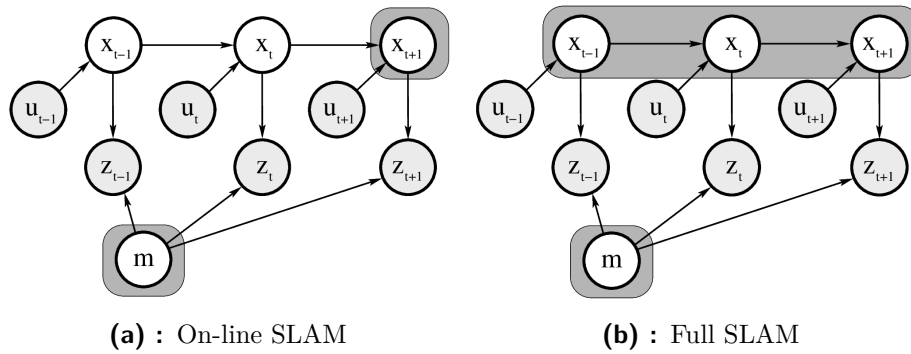 x_{t−1} x_t x_{t+1} x_{t−1} x_t x_{t+1}
u_{t−1} u_t u_{t+1} u_{t−1} u_t u_{t+1}
z_{t−1} z_t z_{t+1} z_{t−1} z_t z_{t+1}
m m
(a) : On-line SLAM (b) : Full SLAM